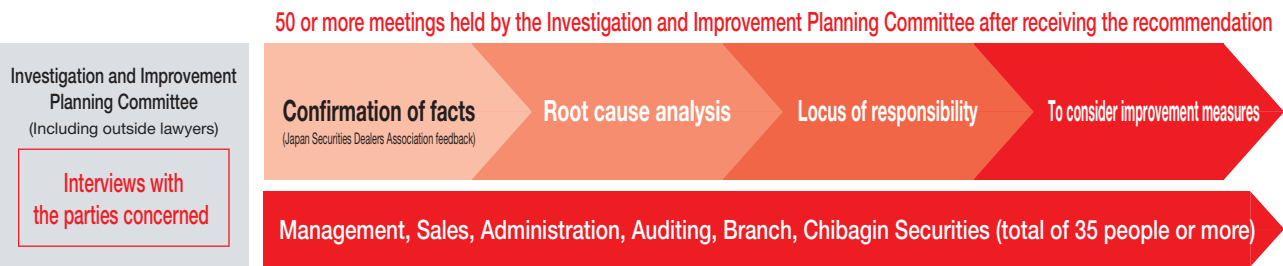 50 or more meetings held by the Investigation and Improvement Planning Committee after receiving the recommendation
Investigation and Improvement
Planning Committee
(Including outside lawyers)
Interviews with
the parties concerned
Confirmation of facts
(Japan Securities Dealers Association feedback)
Root cause analysis
Locus of responsibility
To consider improvement measures
Management, Sales, Administration, Auditing, Branch, Chibagin Securities (total of 35 people or more)